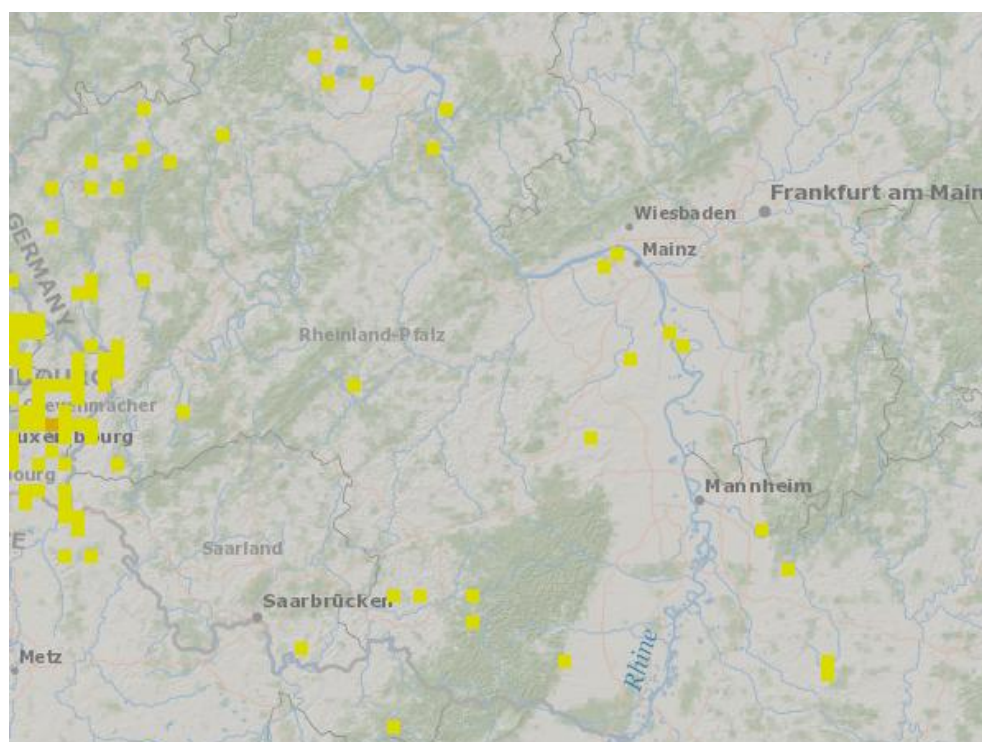 Frankfurt am Main
Wiesbaden
GERMANY
Mainz
Rheinland-Pfalz
Mannheim
Saarland
Saarbrücken
Rhine
Metz